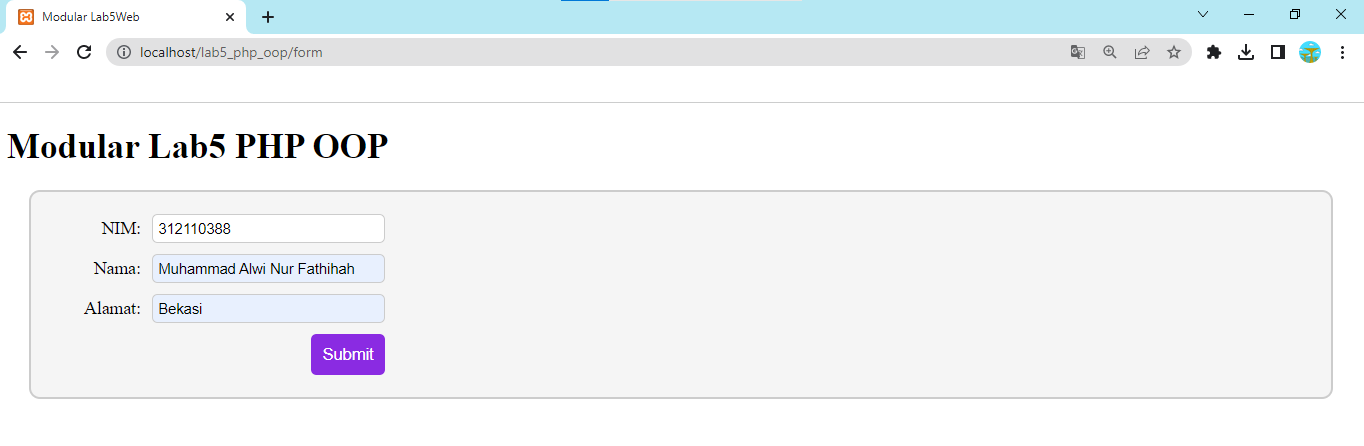 Modular Lab5Web
localhost/lab5_php_oop/form
Modular Lab5 PHP OOP
NIM: 312110388
Nama: Muhammad Alwi Nur Fathihah
Alamat: Bekasi
Submit